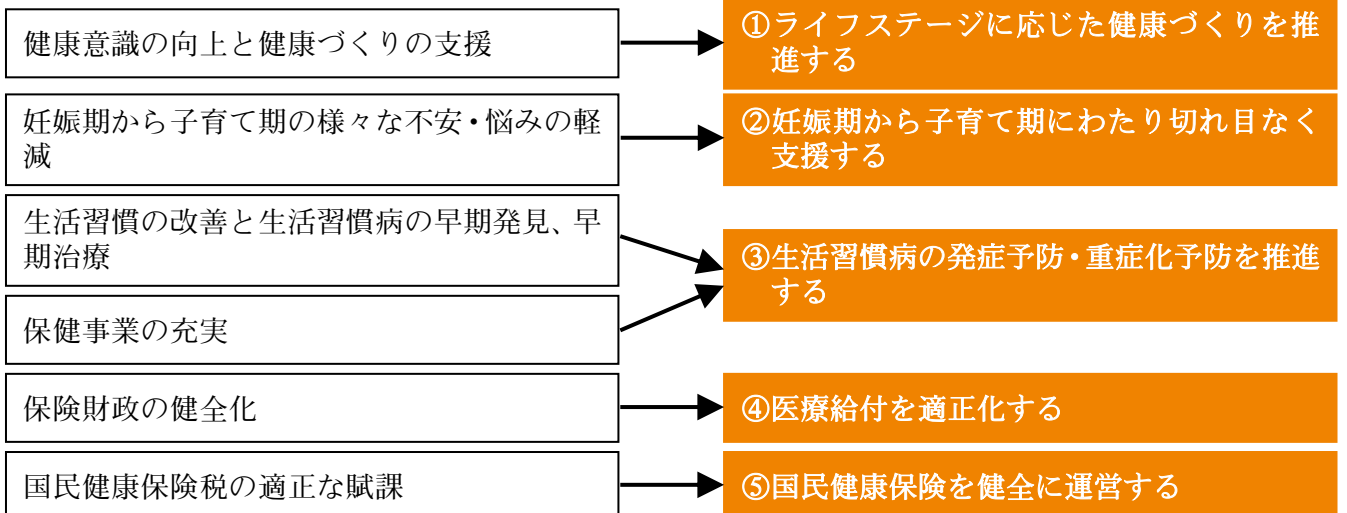 健康意識の向上と健康づくりの支援
①ライフステージに応じた健康づくりを推
進する
妊娠期から子育て期の様々な不安・悩みの軽
減
②妊娠期から子育て期にわたり切れ目なく
支援する
生活習慣の改善と生活習慣病の早期発見、早
期治療
保健事業の充実
③生活習慣病の発症予防・重症化予防を推進
する
保険財政の健全化
④医療給付を適正化する
国民健康保険税の適正な賦課
⑤国民健康保険を健全に運営する